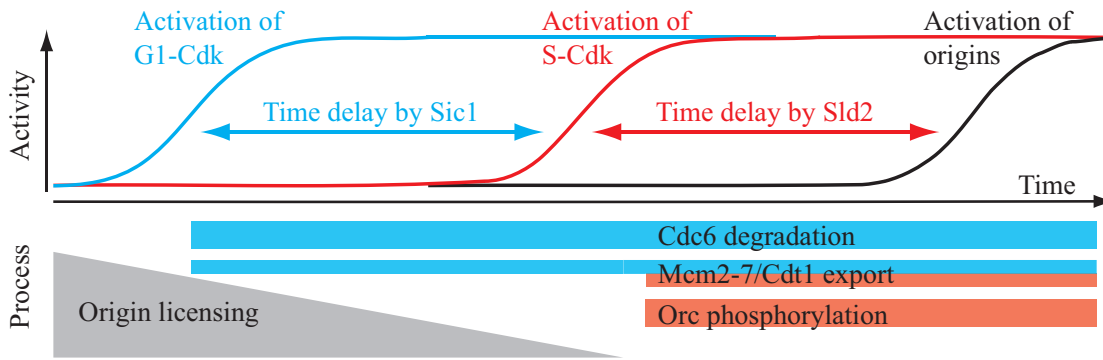 Activation of
G1-Cdk
Activation of
S-Cdk
Activation of
origins
Activity
Time delay by Sic1
Time delay by Sld2
Time
Process
Cdc6 degradation
Mcm2-7/Cdt1 export
Origin licensing
Orc phosphorylation